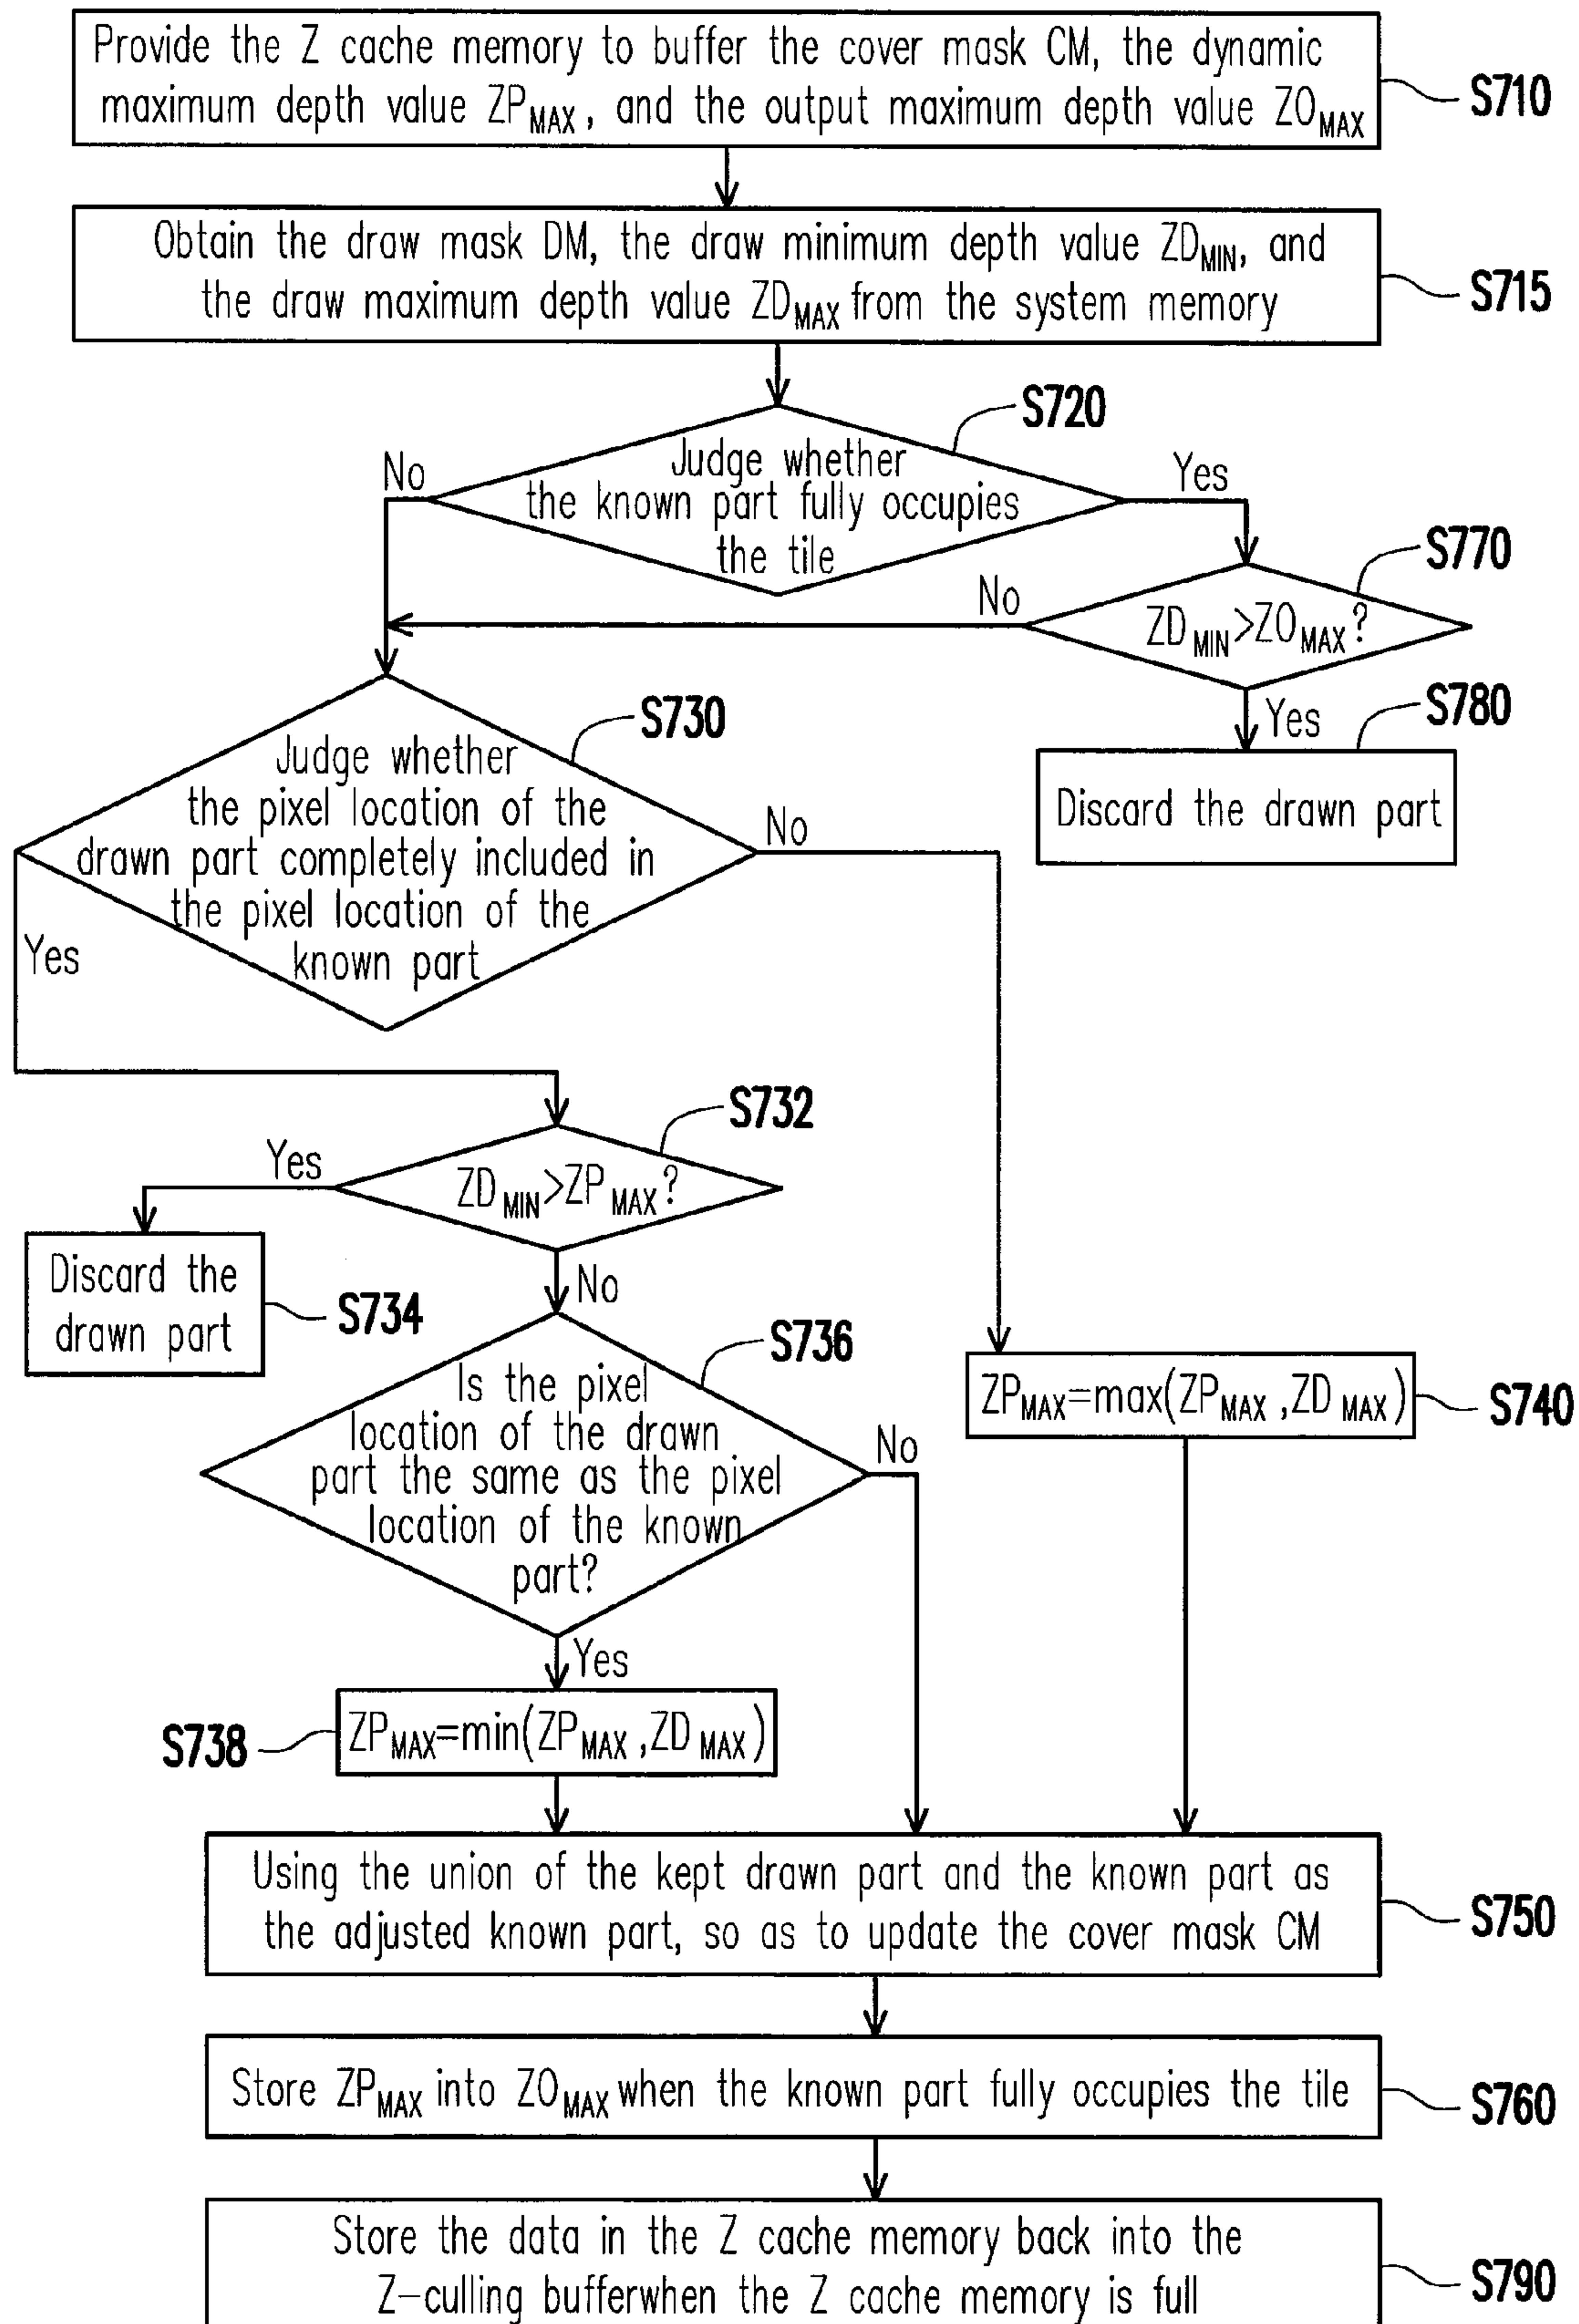 Provide the Z cache memory to buffer the cover mask CM, the dynamic
maximum depth value ZPMAX, and the output maximum depth value ZOMAX
S710
Obtain the draw mask DM, the draw minimum depth value ZDMIN, and
the draw maximum depth value ZDMAX from the system memory
S715
S720
Judge whether
the known part fully occupies
the tile
No
Yes
S770
ZDMIN>ZOMAX?
No
Yes
S780
Discard the drawn part
S730
Judge whether
the pixel location of the
drawn part completely included in
the pixel location of the
known part
No
Yes
S732
ZDMIN>ZPMAX?
Yes
Discard the
drawn part
S734
No
S736
Is the pixel
location of the drawn
part the same as the pixel
location of the known
part?
No
ZPMAX=max(ZPMAX,ZDMAX)
S740
Yes
ZPMAX=min(ZPMAX,ZDMAX)
S738
Using the union of the kept drawn part and the known part as
the adjusted known part, so as to update the cover mask CM
S750
Store ZPMAX into ZOMAX when the known part fully occupies the tile
S760
Store the data in the Z cache memory back into the
Z-culling bufferwhen the Z cache memory is full
S790